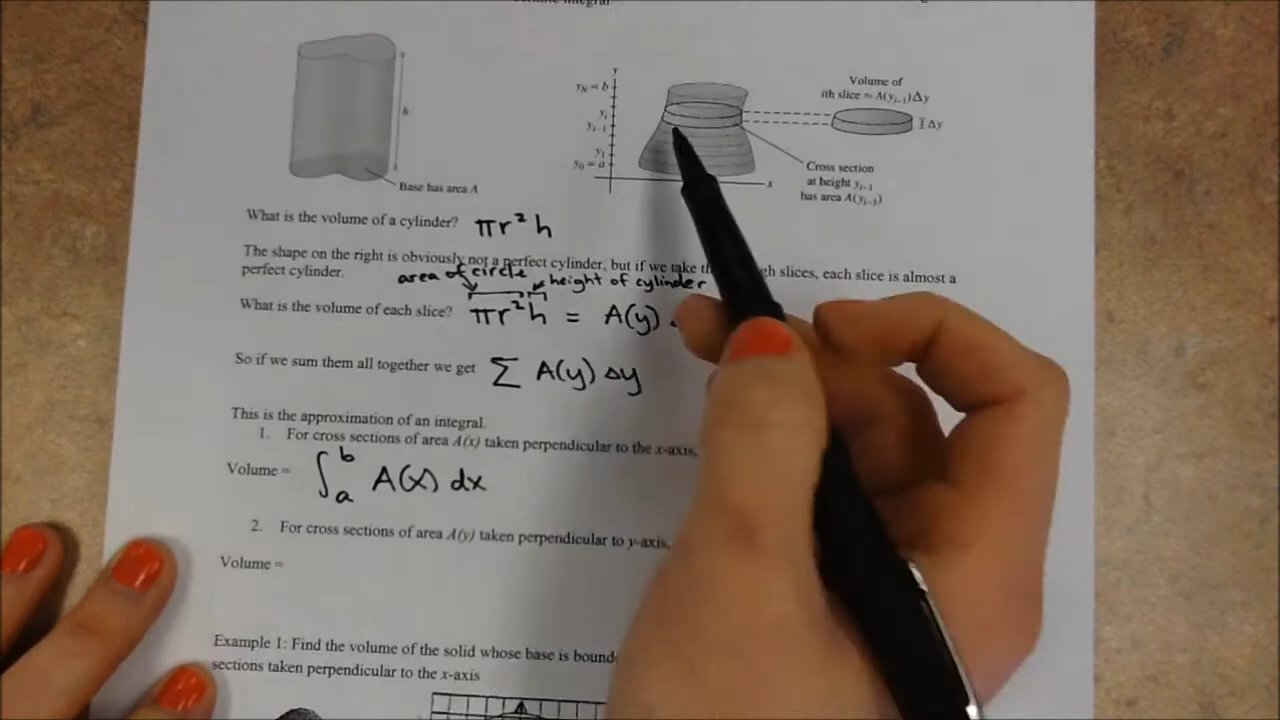 h
Base has area A
y
yN = b
yi
yi−1
y1
y0 = a
x
Volume of
ith slice ≈ A(yi−1)Δy
Δy
Cross section
at height yi−1
has area A(yi−1)
What is the volume of a cylinder? πr²h
The shape on the right is obviously not a perfect cylinder, but if we take slices, each slice is almost a
perfect cylinder.
area of circle height of cylinder
What is the volume of each slice? πr²h = A(y)
So if we sum them all together we get Σ A(y) Δy
This is the approximation of an integral.
1. For cross sections of area A(x) taken perpendicular to the x-axis,
Volume = ∫ₐᵇ A(x) dx
2. For cross sections of area A(y) taken perpendicular to y-axis,
Volume =
Example 1: Find the volume of the solid whose base is
sections taken perpendicular to the x-axis